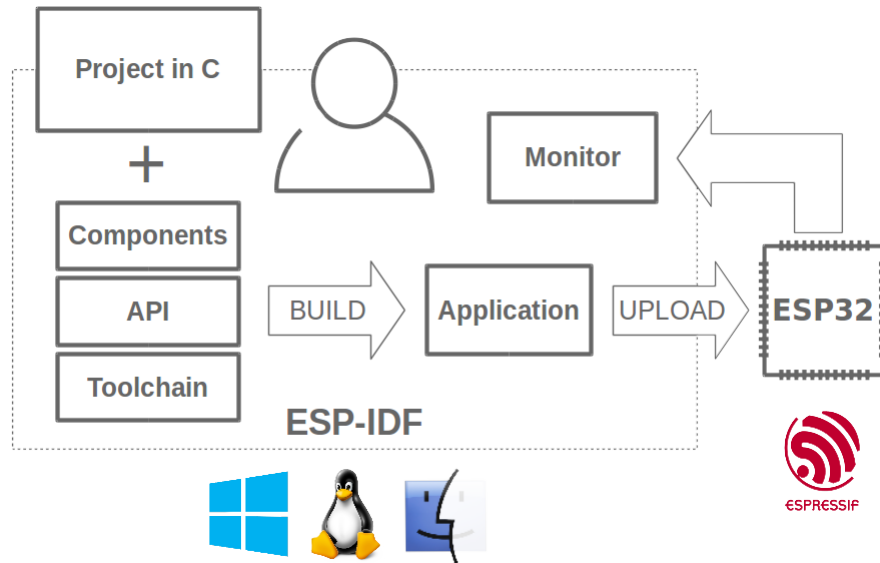 Project in C
+
Components
API
Toolchain
BUILD
Application
UPLOAD
Monitor
ESP32
ESP-IDF
ESPRESSIF